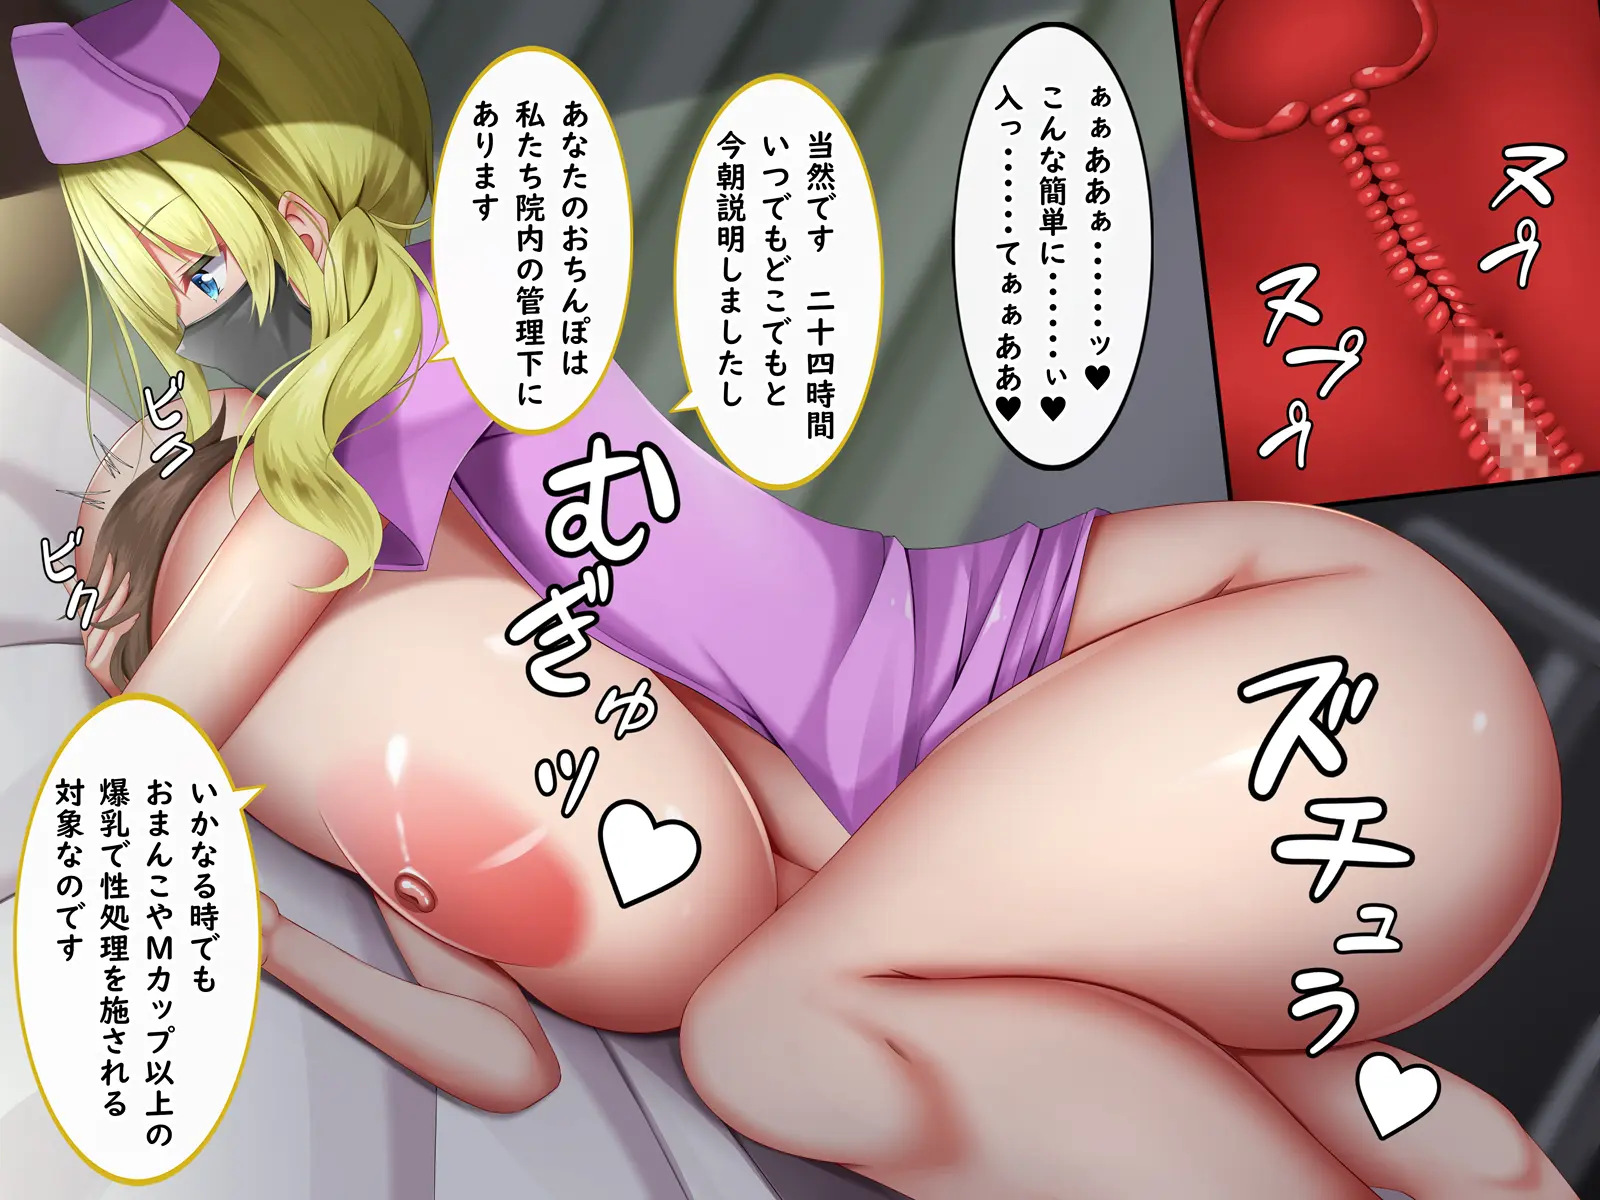 ぁぁあああぁ・・・・・・ッ♥
こんな簡単に・・・・・・ぃ♥
入っ・・・・・・てぁぁああ♥
当然です　二十四時間
いつでもどこでもと
今朝説明しましたし
あなたのおちんぽは
私たち院内の管理下に
あります
いかなる時でも
おまんこやMカップ以上の
爆乳で性処理を施される
対象なのです
ヌプ
ヌププ
むぎゅッ
ズチュラ
ビク
ビク